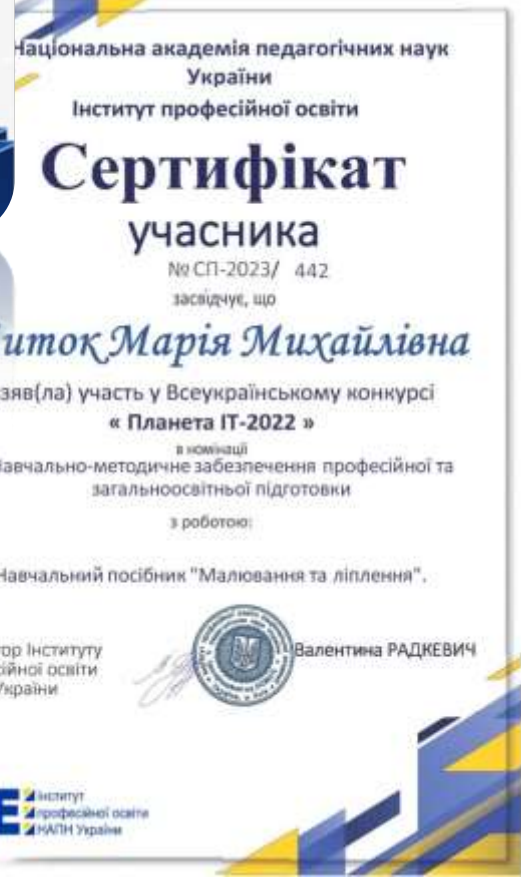 Національна академія педагогічних наук
України
Інститут професійної освіти
Сертифікат
учасника
№ СП-2023/ 442
засвідчує, що
Марія Михайлівна
зяв(ла) участь у Всеукраїнському конкурсі
« Планета ІТ-2022 »
в номінації
Навчально-методичне забезпечення професійної та
загальноосвітньої підготовки
з роботою:
Навчальний посібник "Малювання та ліплення".
тор Інституту
ійної освіти
України
Валентина РАДКЕВИЧ
Інститут
професійної освіти
НАПН України